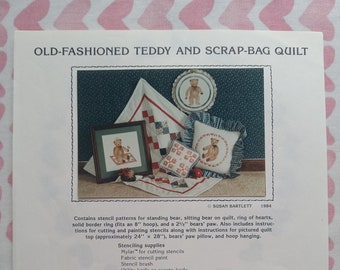 OLD-FASHIONED TEDDY AND SCRAP-BAG QUILT
© SUSAN BARTLETT 1984
Contains stencil patterns for standing bear, sitting bear on quilt, ring of hearts,
solid border ring (fits an 8" hoop), and a 2½" bears' paw. Also includes instruc-
tions for cutting and painting stencils along with instructions for pictured quilt
top (approximately 24" × 28"), bears' paw pillow, and hoop hanging.
Stenciling supplies
Mylar™ for cutting stencils
Fabric stencil paint
Stencil brush